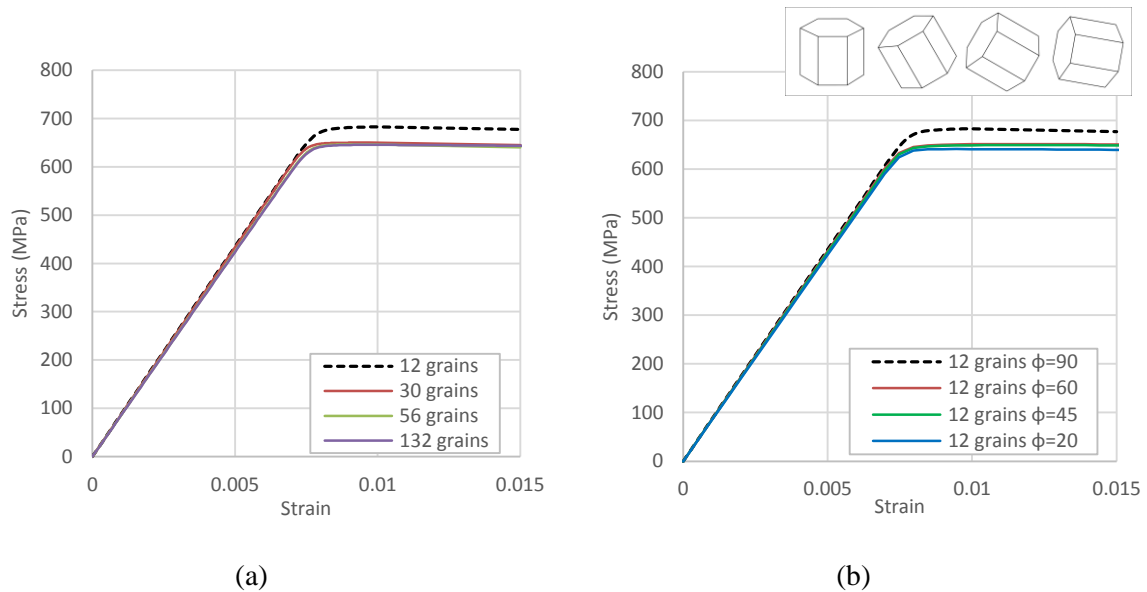 800
700
600
500
400
300
200
100
0
Stress (MPa)
0 0.005 0.01 0.015
Strain
12 grains
30 grains
56 grains
132 grains
(a)
800
700
600
500
400
300
200
100
0
Stress (MPa)
0 0.005 0.01 0.015
Strain
12 grains ϕ=90
12 grains ϕ=60
12 grains ϕ=45
12 grains ϕ=20
(b)